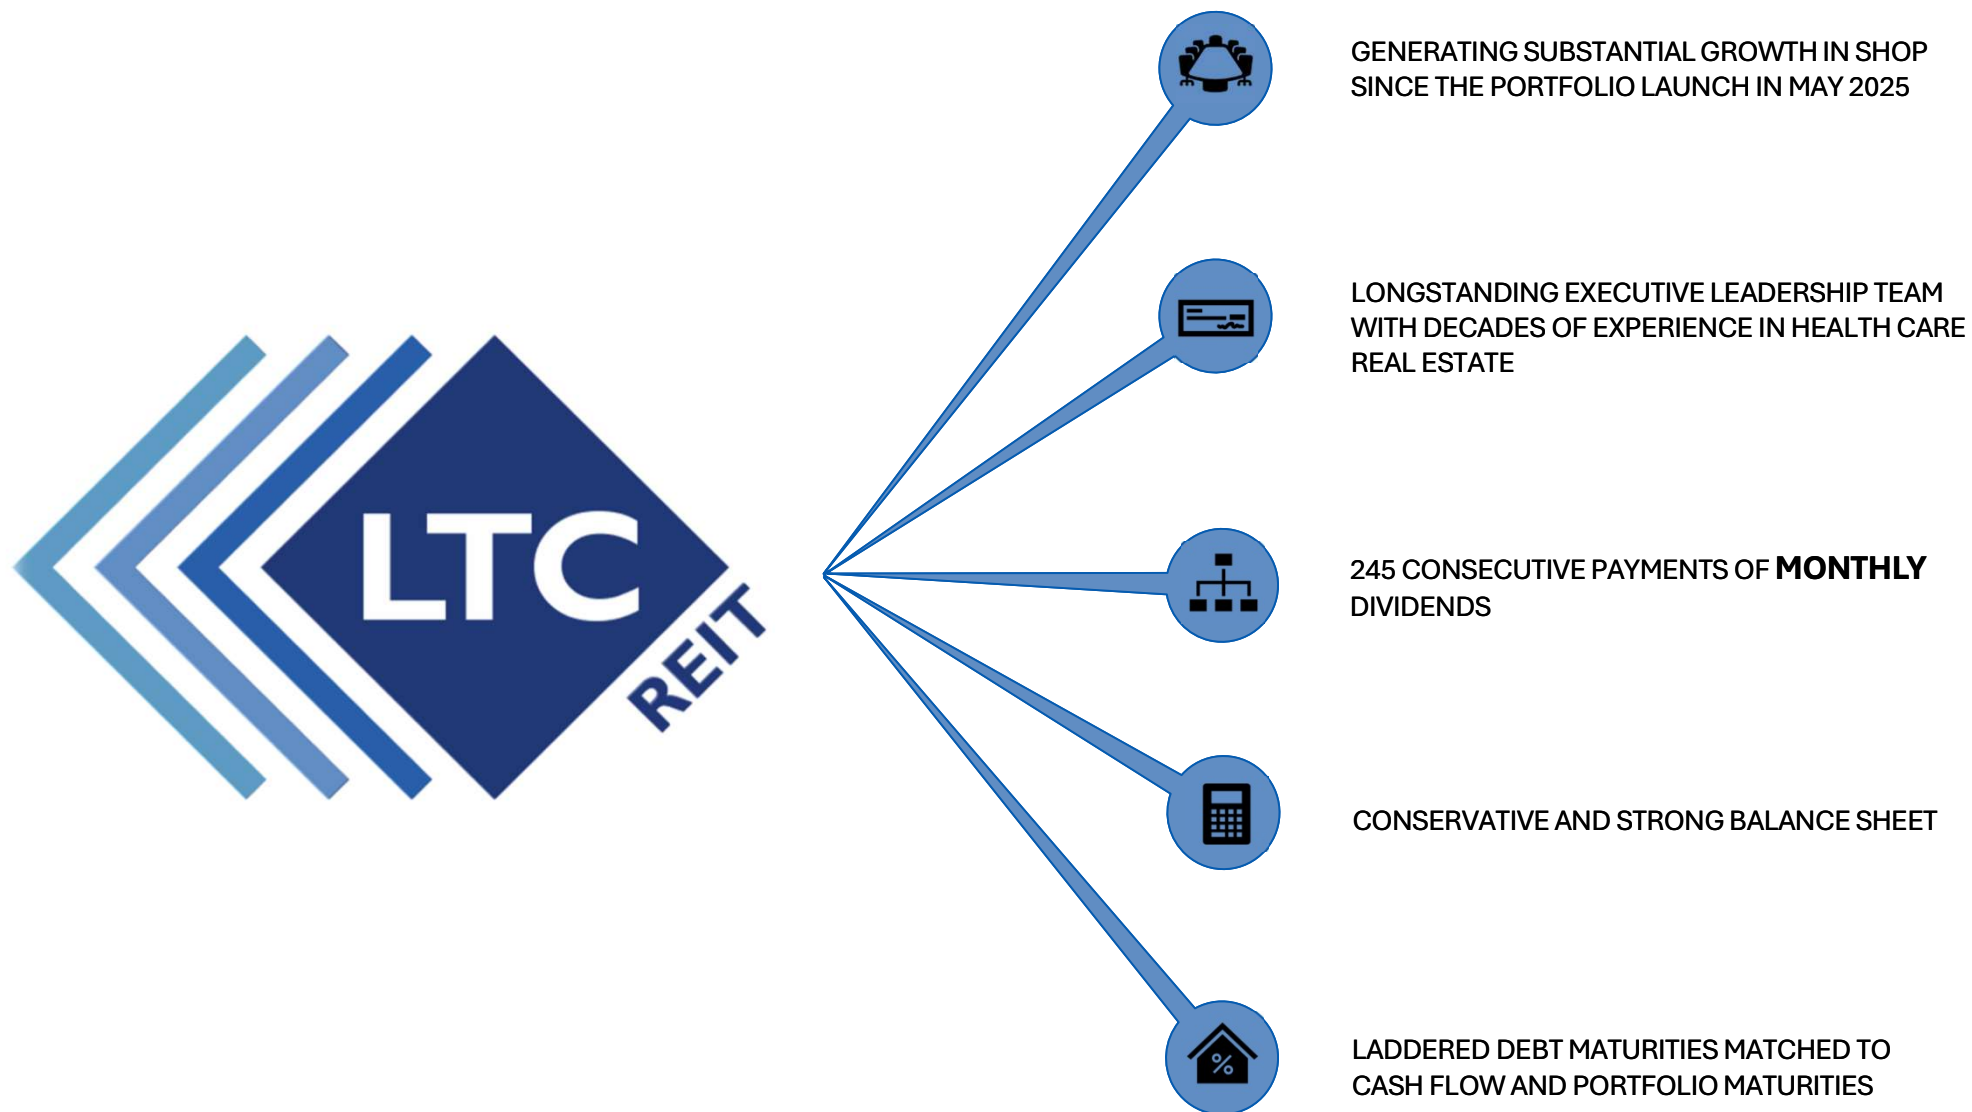 GENERATING SUBSTANTIAL GROWTH IN SHOP
SINCE THE PORTFOLIO LAUNCH IN MAY 2025
LONGSTANDING EXECUTIVE LEADERSHIP TEAM
WITH DECADES OF EXPERIENCE IN HEALTH CARE
REAL ESTATE
LTC
REIT
245 CONSECUTIVE PAYMENTS OF MONTHLY
DIVIDENDS
CONSERVATIVE AND STRONG BALANCE SHEET
%
LADDERED DEBT MATURITIES MATCHED TO
CASH FLOW AND PORTFOLIO MATURITIES